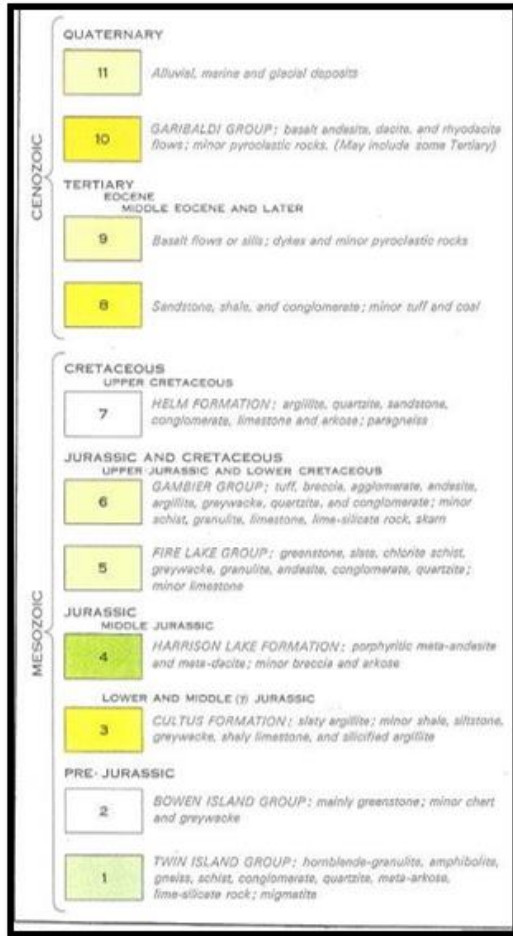 QUATERNARY
11 Alluvial, marine and glacial deposits
10 GARIBALDI GROUP: basalt andesite, dacite, and rhyodacite
flows; minor pyroclastic rocks. (May include some Tertiary)
TERTIARY
EOCENE
MIDDLE EOCENE AND LATER
9 Basalt flows or sills; dykes and minor pyroclastic rocks
8 Sandstone, shale, and conglomerate; minor tuff and coal
CENOZOIC
CRETACEOUS
UPPER CRETACEOUS
7 HELM FORMATION: argillite, quartzite, sandstone,
conglomerate, limestone and arkose; paragneiss
JURASSIC AND CRETACEOUS
UPPER JURASSIC AND LOWER CRETACEOUS
6 GAMBIER GROUP: tuff, breccia, agglomerate, andesite,
argillite, greywacke, quartzite, and conglomerate; minor
schist, granulite, limestone, lime-silicate rock, skarn
5 FIRE LAKE GROUP: greenstone, slate, chlorite schist,
greywacke, granulite, andesite, conglomerate, quartzite;
minor limestone
JURASSIC
MIDDLE JURASSIC
4 HARRISON LAKE FORMATION: porphyritic meta-andesite
and meta-dacite; minor breccia and arkose
LOWER AND MIDDLE (?) JURASSIC
3 CULTUS FORMATION: slaty argillite; minor shale, siltstone,
greywacke, shaly limestone, and silicified argillite
PRE-JURASSIC
2 BOWEN ISLAND GROUP: mainly greenstone; minor chert
and greywacke
1 TWIN ISLAND GROUP: hornblende-granulite, amphibolite,
gneiss, schist, conglomerate, quartzite, meta-arkose,
lime-silicate rock; migmatite
MESOZOIC